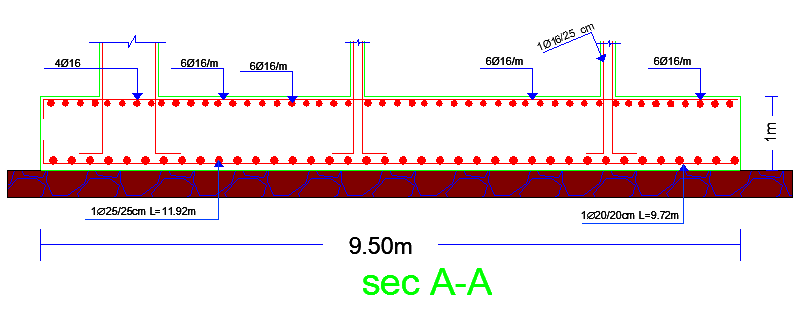 1Ø16/25 cm
4Ø16
6Ø16/m
6Ø16/m
6Ø16/m
6Ø16/m
1m
1Ø25/25cm L=11.92m
1Ø20/20cm L=9.72m
9.50m
sec A-A